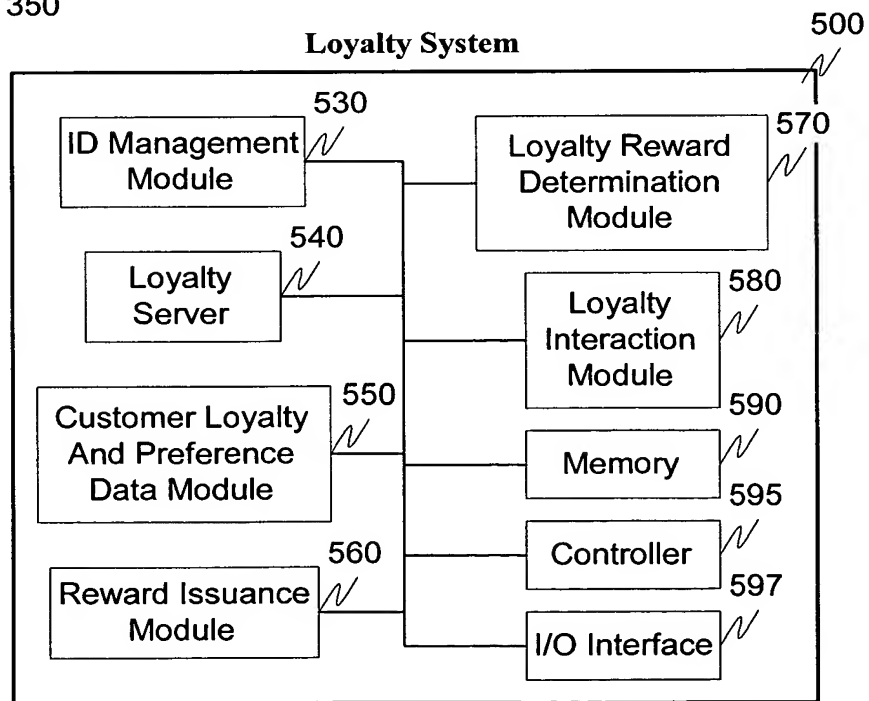 350
500
Loyalty System
530
ID Management
Module
570
Loyalty Reward
Determination
Module
540
Loyalty
Server
580
Loyalty
Interaction
Module
550
Customer Loyalty
And Preference
Data Module
590
Memory
595
Controller
560
Reward Issuance
Module
597
I/O Interface